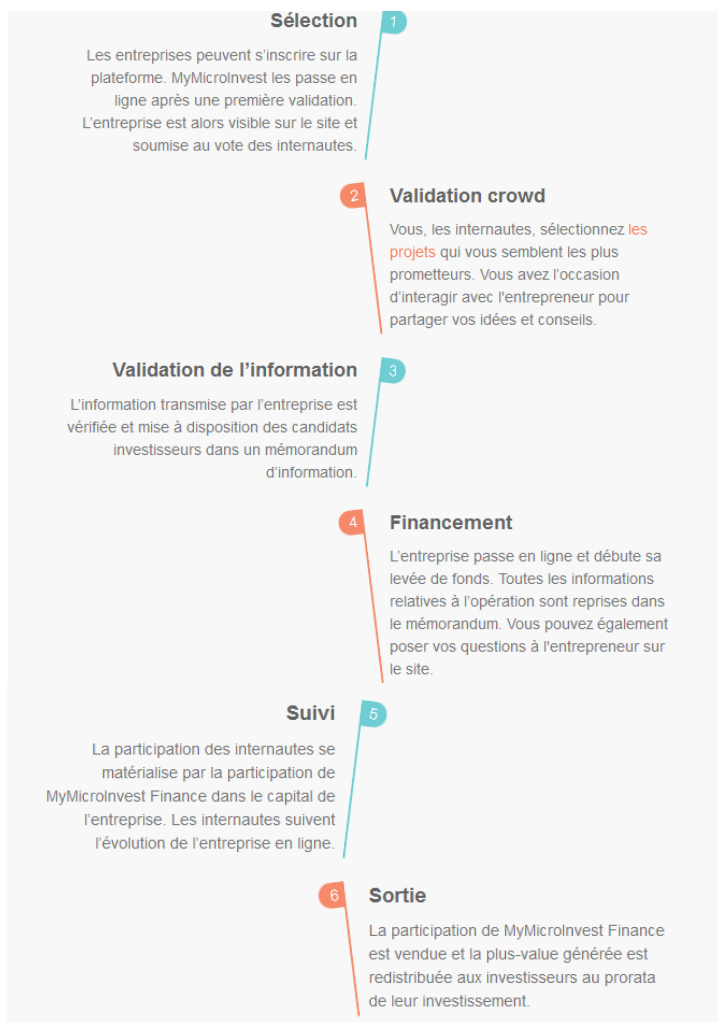 Sélection
1
Les entreprises peuvent s’inscrire sur la
plateforme. MyMicroInvest les passe en
ligne après une première validation.
L’entreprise est alors visible sur le site et
soumise au vote des internautes.
2
Validation crowd
Vous, les internautes, sélectionnez les
projets qui vous semblent les plus
prometteurs. Vous avez l’occasion
d’interagir avec l'entrepreneur pour
partager vos idées et conseils.
Validation de l’information
3
L’information transmise par l’entreprise est
vérifiée et mise à disposition des candidats
investisseurs dans un mémorandum
d’information.
4
Financement
L’entreprise passe en ligne et débute sa
levée de fonds. Toutes les informations
relatives à l’opération sont reprises dans
le mémorandum. Vous pouvez également
poser vos questions à l'entrepreneur sur
le site.
Suivi
5
La participation des internautes se
matérialise par la participation de
MyMicroInvest Finance dans le capital de
l’entreprise. Les internautes suivent
l’évolution de l’entreprise en ligne.
6
Sortie
La participation de MyMicroInvest Finance
est vendue et la plus-value générée est
redistribuée aux investisseurs au prorata
de leur investissement.